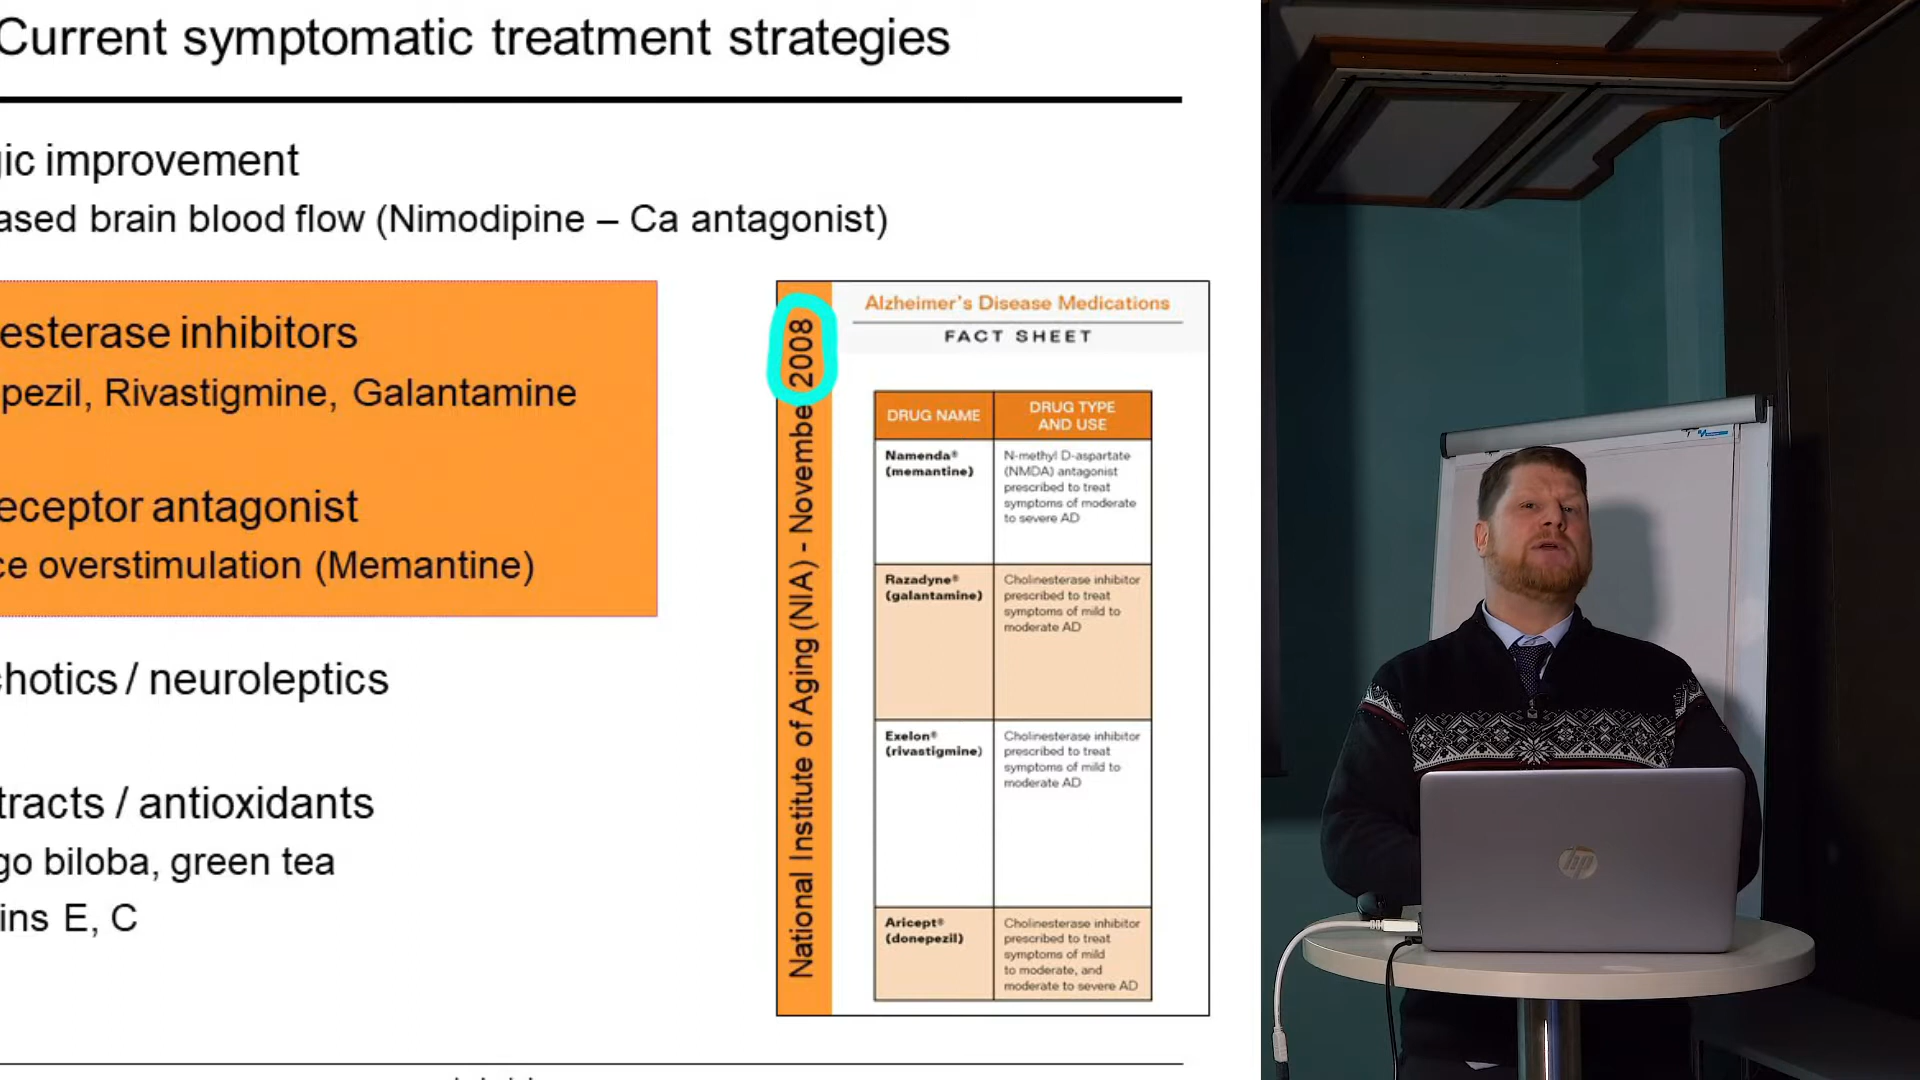 Current symptomatic treatment strategies
gic improvement
ased brain blood flow (Nimodipine – Ca antagonist)
esterase inhibitors
pezil, Rivastigmine, Galantamine
eceptor antagonist
ce overstimulation (Memantine)
chotics / neuroleptics
tracts / antioxidants
go biloba, green tea
ins E, C
National Institute of Aging (NIA) - November 2008
Alzheimer's Disease Medications
FACT SHEET
DRUG NAME
DRUG TYPE
AND USE
Namenda®
(memantine)
N-methyl D-aspartate
(NMDA) antagonist
prescribed to treat
symptoms of moderate
to severe AD
Razadyne®
(galantamine)
Cholinesterase inhibitor
prescribed to treat
symptoms of mild to
moderate AD
Exelon®
(rivastigmine)
Cholinesterase inhibitor
prescribed to treat
symptoms of mild to
moderate AD
Aricept®
(donepezil)
Cholinesterase inhibitor
prescribed to treat
symptoms of mild
to moderate, and
moderate to severe AD
hp